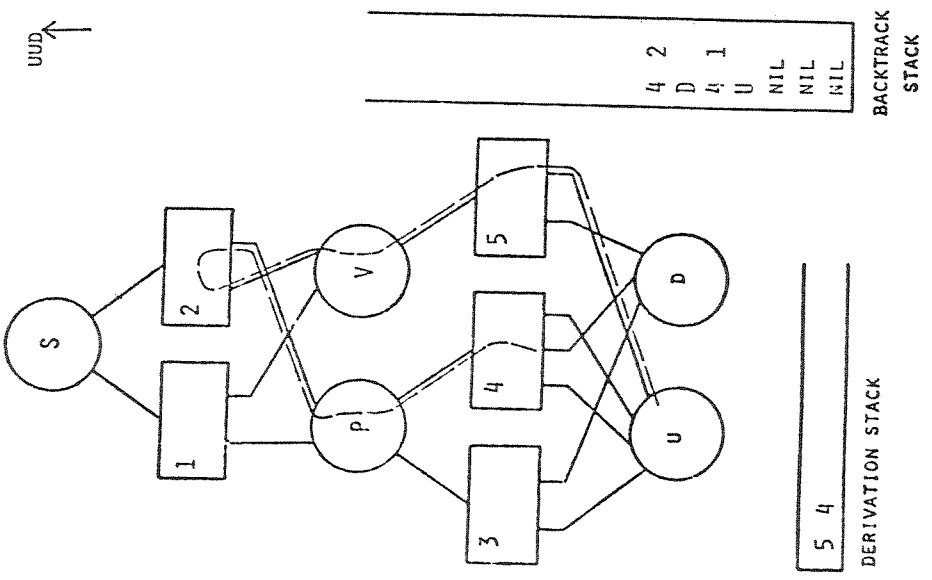 UUD
S
1
2
P
V
3
4
5
U
D
4 2
D
4 1
U
NIL
NIL
NIL
BACKTRACK
STACK
5 4
DERIVATION STACK